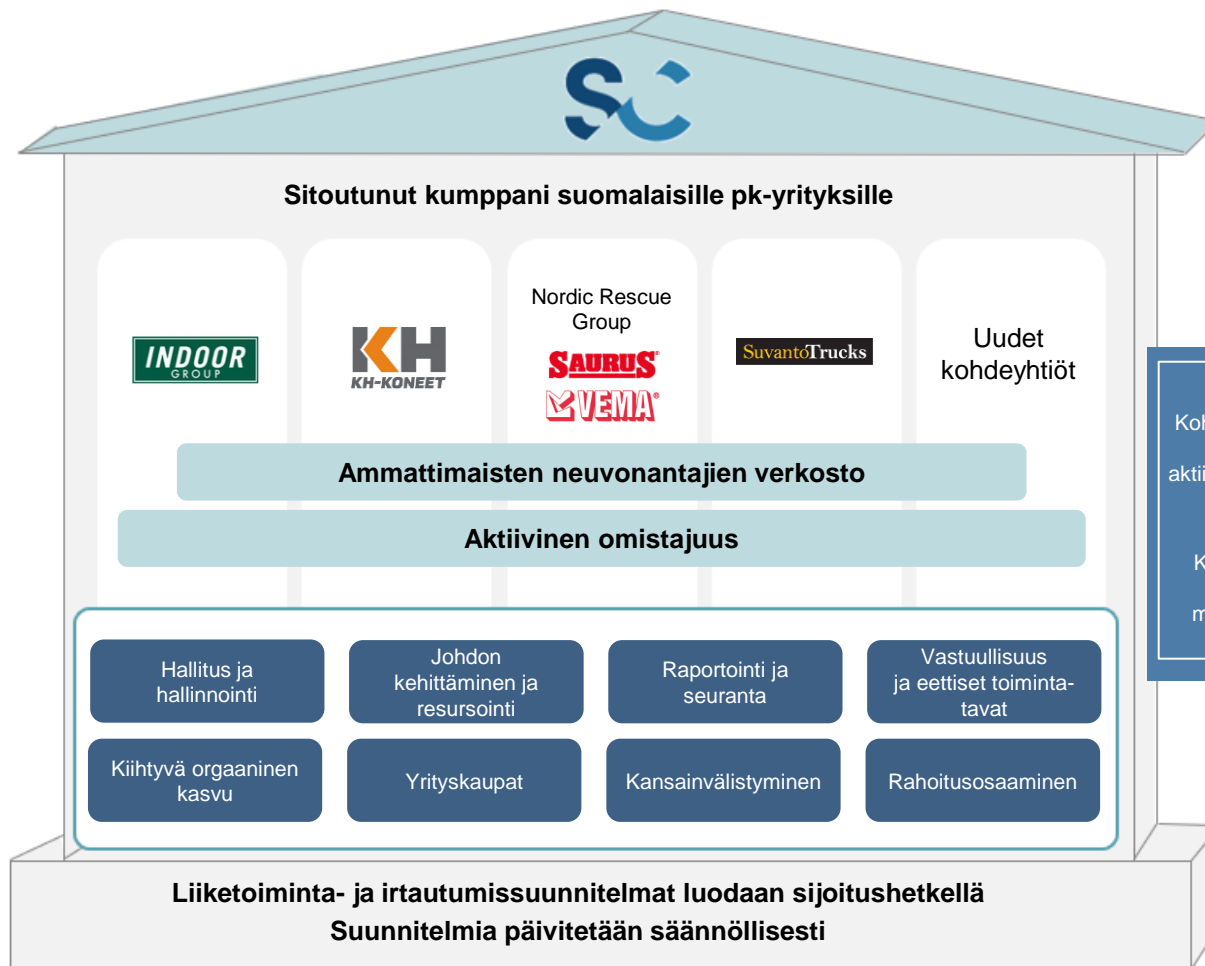 SC
Sitoutunut kumppani suomalaisille pk-yrityksille
INDOOR
GROUP
KH
KH-KONEET
Nordic Rescue
Group
SAURUS®
VEMA®
SuvantoTrucks
Uudet
kohdeyhtiöt
Ammattimaisten neuvonantajien verkosto
Aktiivinen omistajuus
Hallitus ja
hallinnointi
Johdon
kehittäminen ja
resursointi
Raportointi ja
seuranta
Vastuullisuus
ja eettiset toiminta-
tavat
Kiihtyvä orgaaninen
kasvu
Yrityskaupat
Kansainvälistyminen
Rahoitusosaaminen
Liiketoiminta- ja irtautumissuunnitelmat luodaan sijoitushetkellä
Suunnitelmia päivitetään säännöllisesti